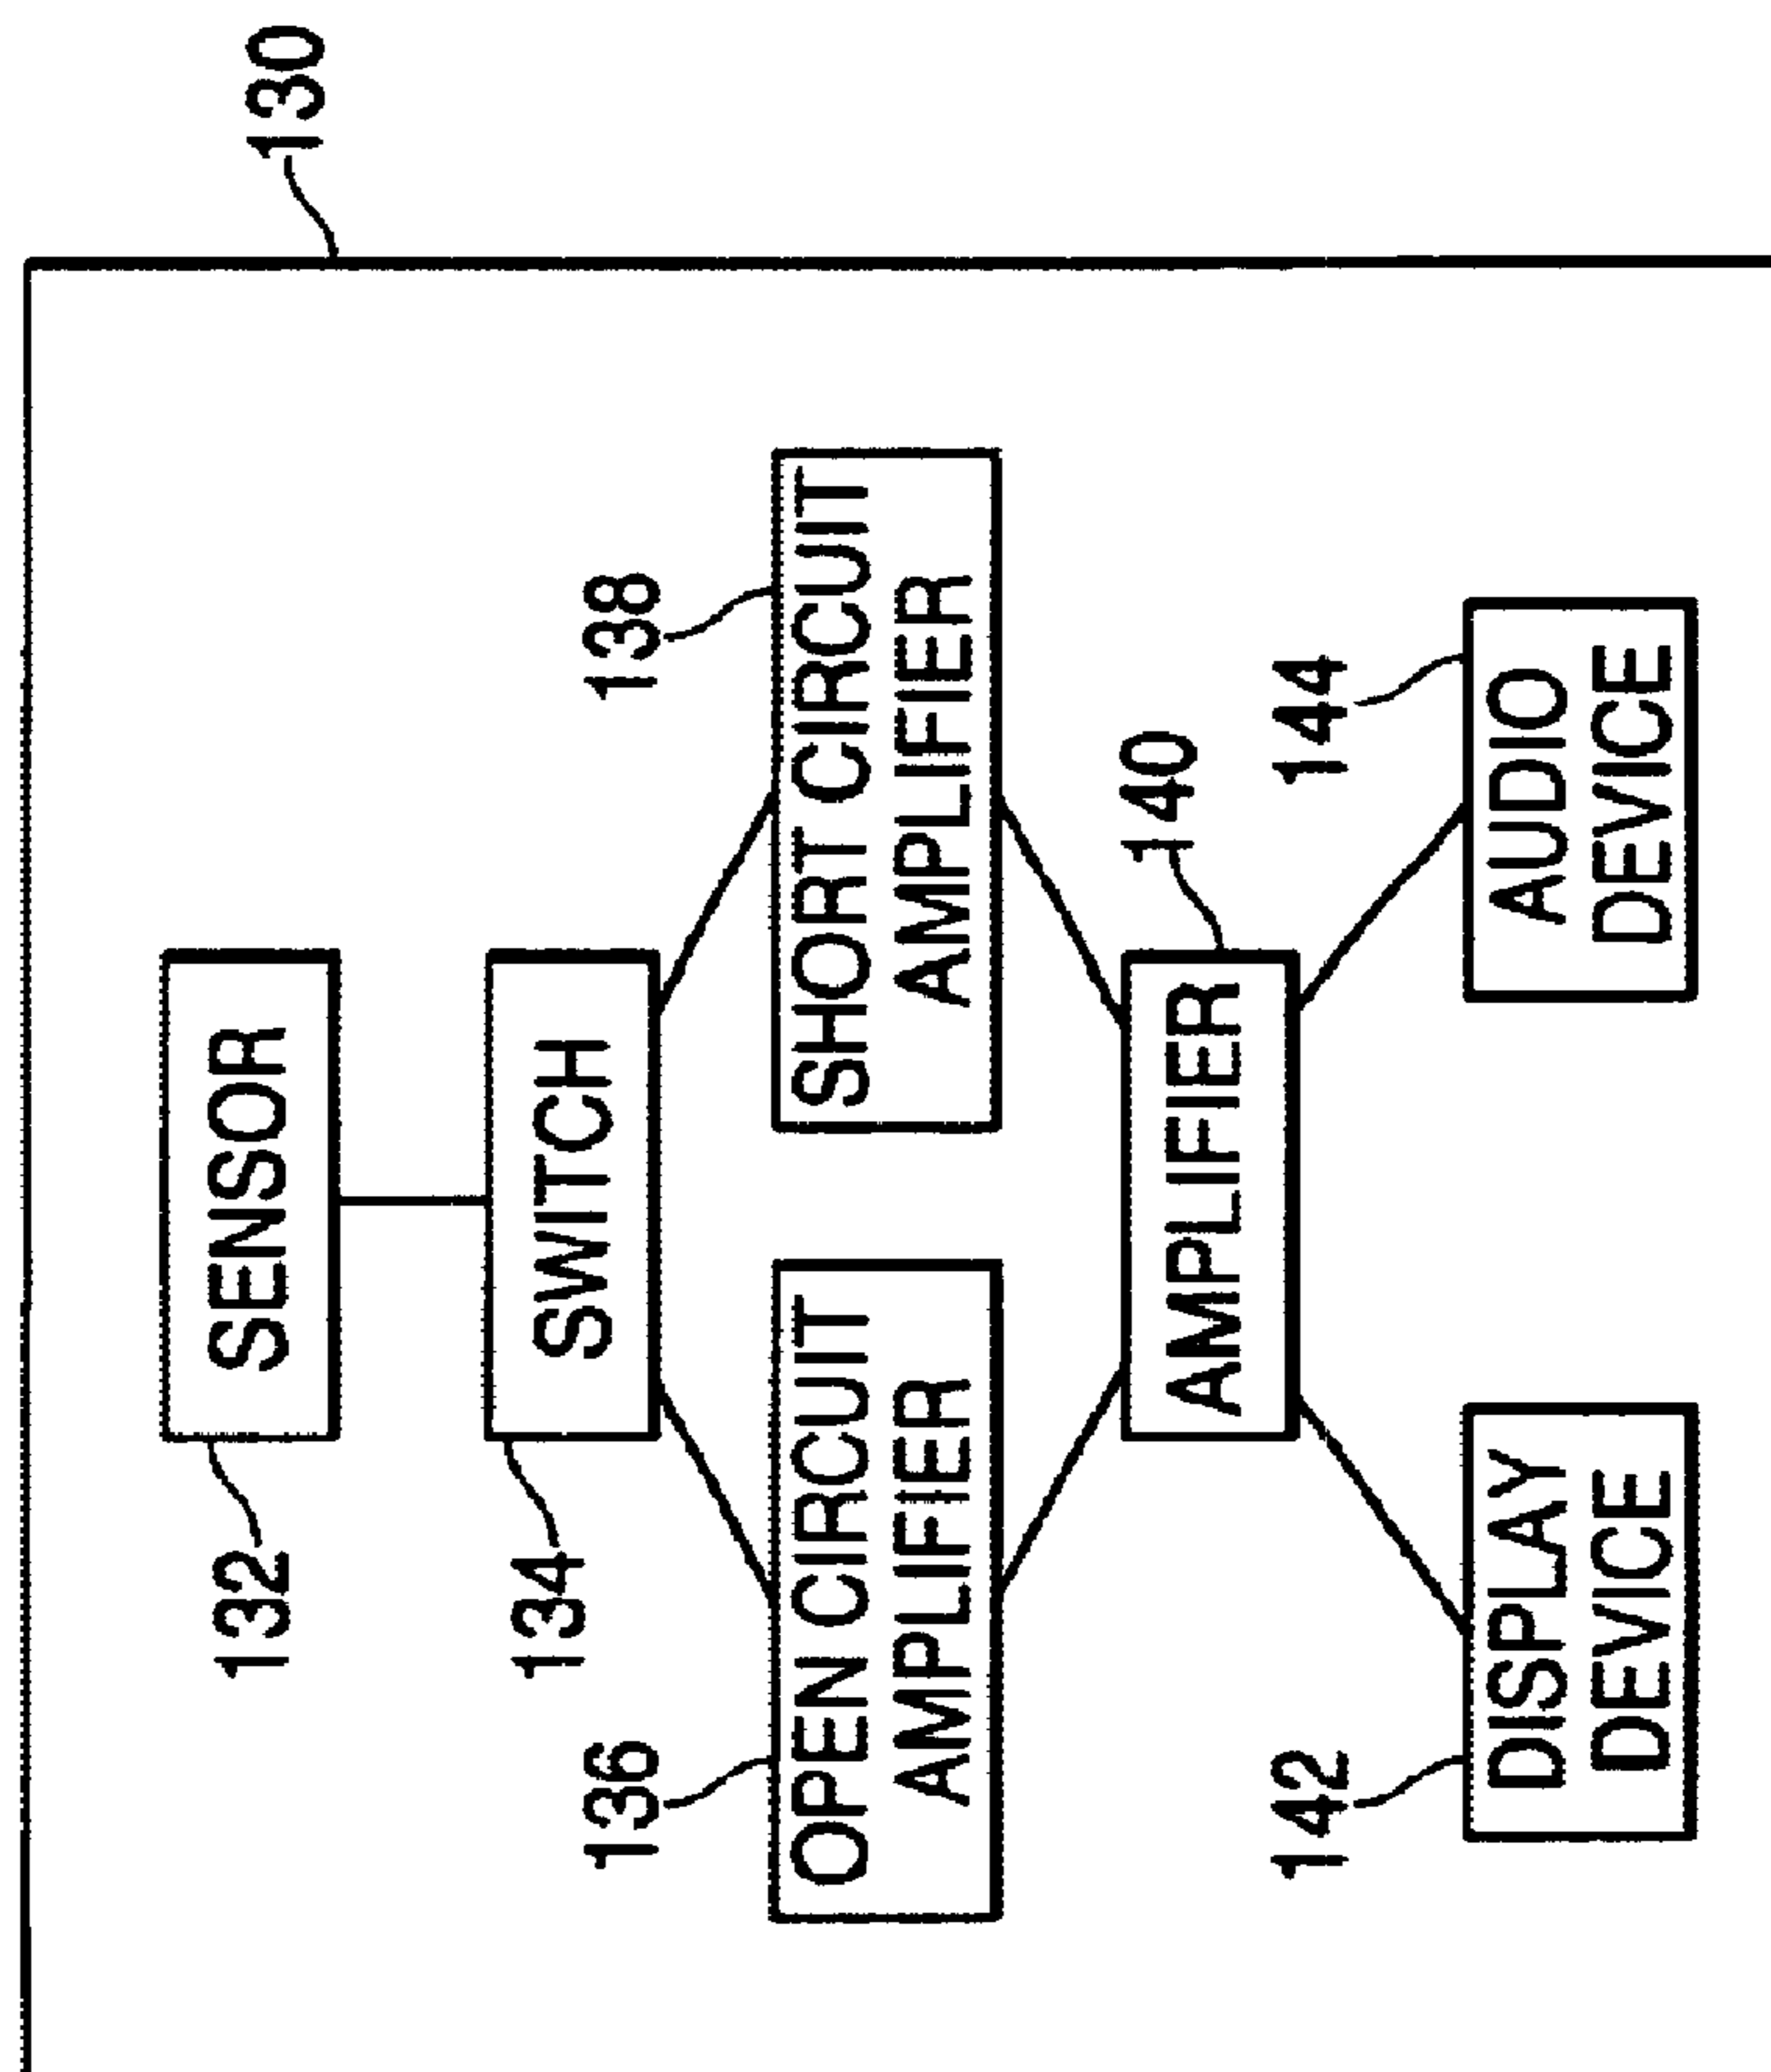 130
132
SENSOR
134
SWITCH
136
138
OPEN CIRCUIT
AMPLIFIER
SHORT CIRCUIT
AMPLIFIER
140
AMPLIFIER
142
144
DISPLAY
DEVICE
AUDIO
DEVICE